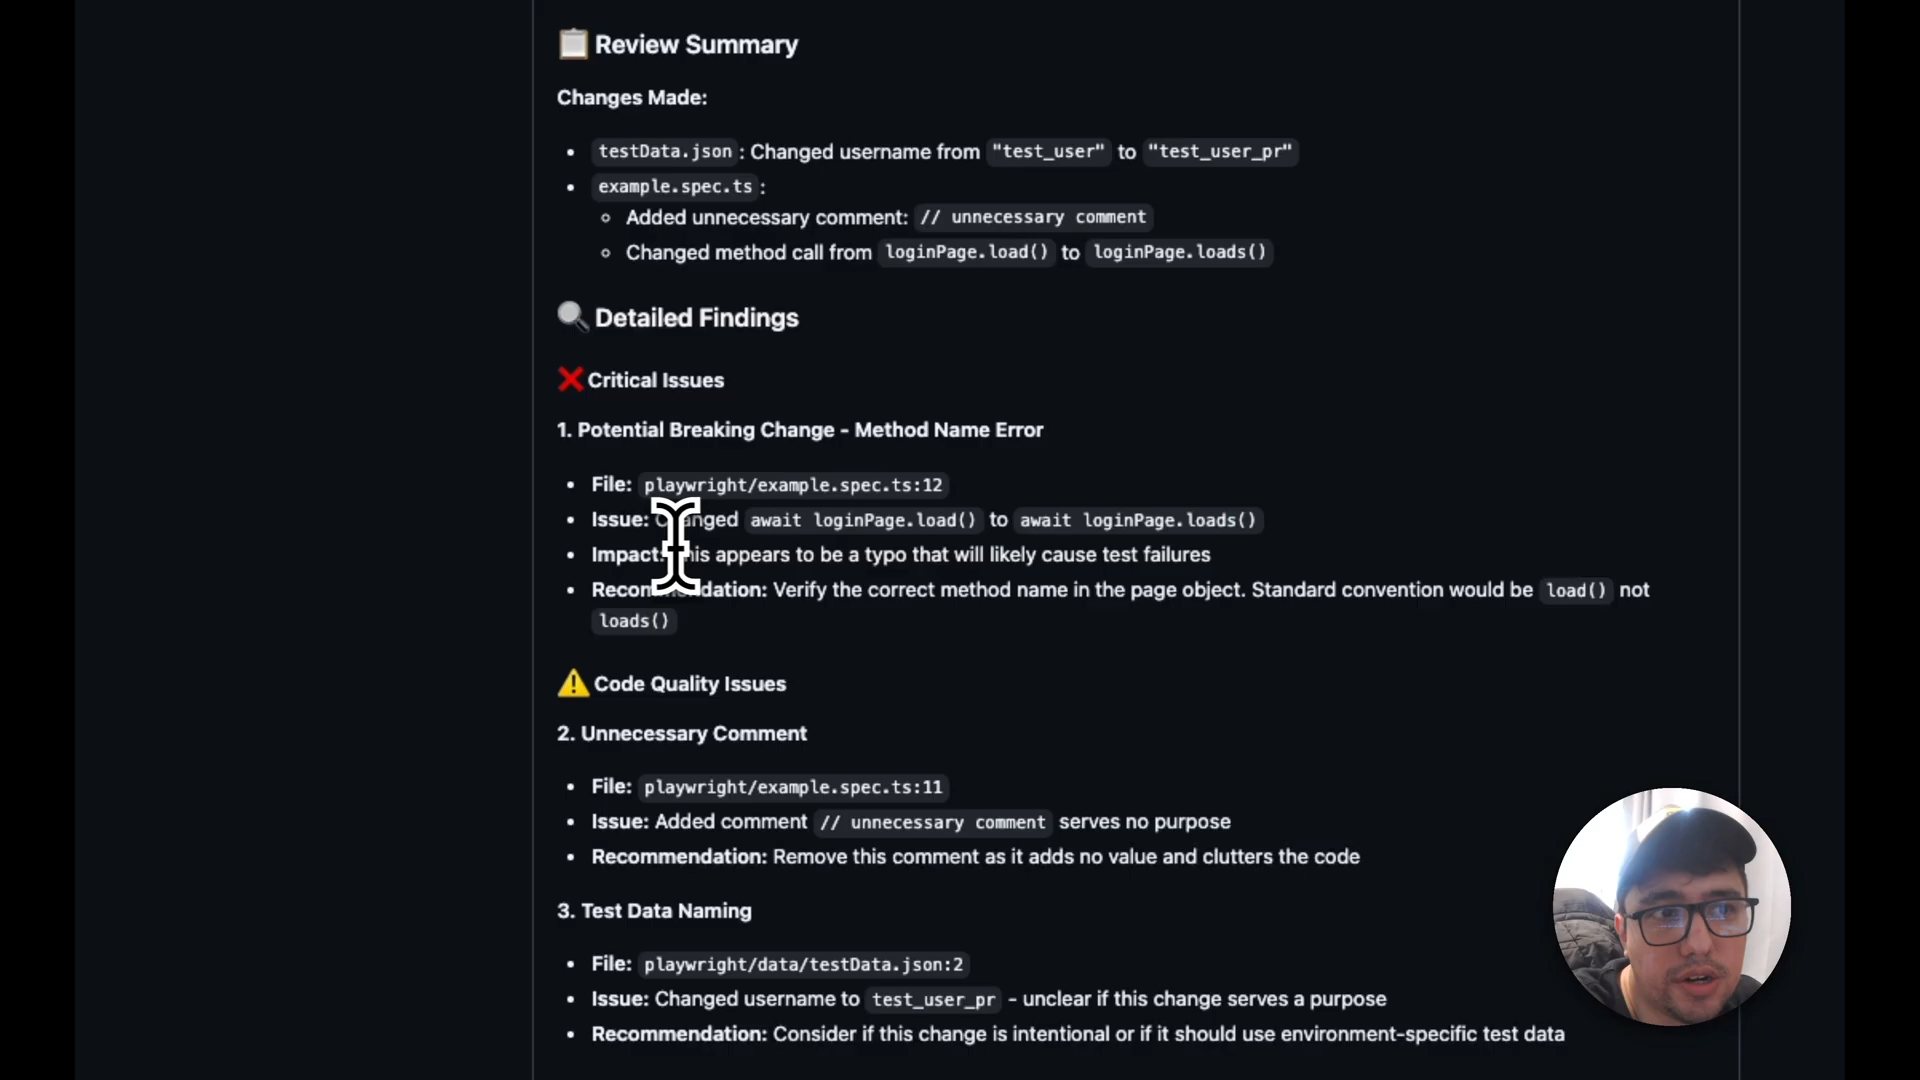 Review Summary
Changes Made:
testData.json: Changed username from "test_user" to "test_user_pr"
example.spec.ts:
Added unnecessary comment: // unnecessary comment
Changed method call from loginPage.load() to loginPage.loads()
Detailed Findings
Critical Issues
1. Potential Breaking Change - Method Name Error
File: playwright/example.spec.ts:12
Issue: Changed await loginPage.load() to await loginPage.loads()
Impact: This appears to be a typo that will likely cause test failures
Recommendation: Verify the correct method name in the page object. Standard convention would be load() not
loads()
Code Quality Issues
2. Unnecessary Comment
File: playwright/example.spec.ts:11
Issue: Added comment // unnecessary comment serves no purpose
Recommendation: Remove this comment as it adds no value and clutters the code
3. Test Data Naming
File: playwright/data/testData.json:2
Issue: Changed username to test_user_pr - unclear if this change serves a purpose
Recommendation: Consider if this change is intentional or if it should use environment-specific test data